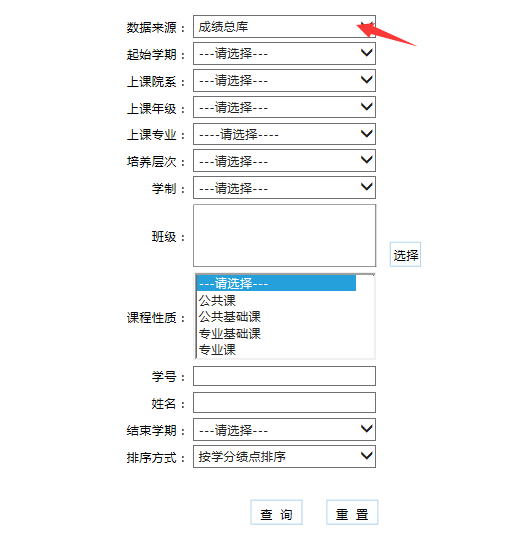 数据来源： 成绩总库
起始学期： ---请选择---
上课院系： ---请选择---
上课年级： ---请选择---
上课专业： ----请选择----
培养层次： ---请选择---
学制： ---请选择---
班级： 选择
课程性质： ---请选择---
公共课
公共基础课
专业基础课
专业课
学号：
姓名：
结束学期： ---请选择---
排序方式： 按学分绩点排序
查 询 重 置